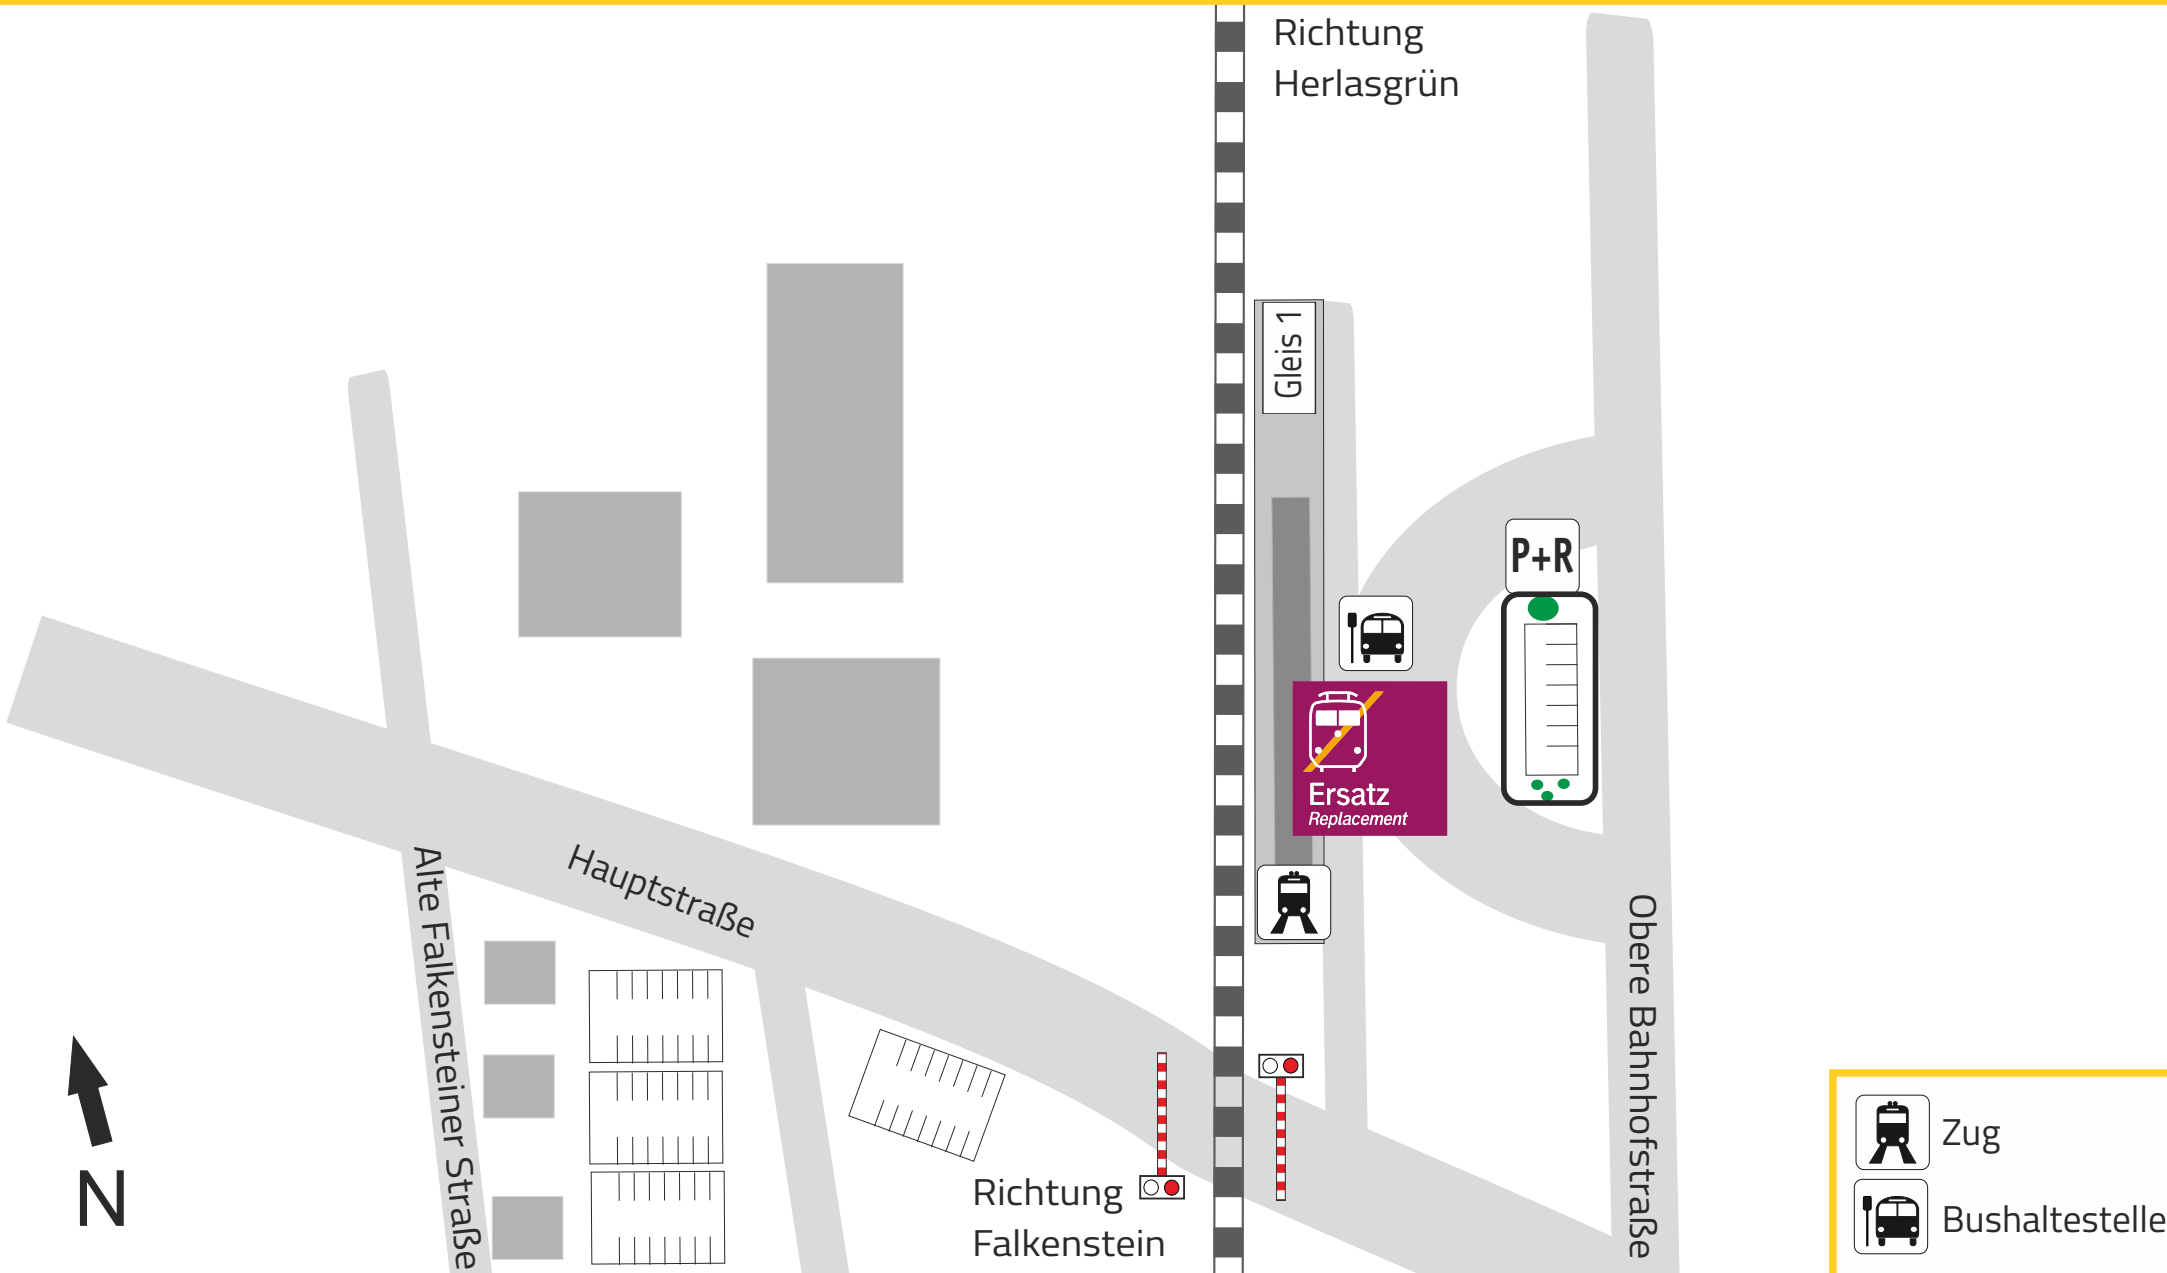 Richtung
Herlasgrün
Gleis 1
P+R
Ersatz
Replacement
Hauptstraße
Alte Falkensteiner Straße
Obere Bahnhofstraße
Richtung
Falkenstein
N
Zug
Bushaltestelle